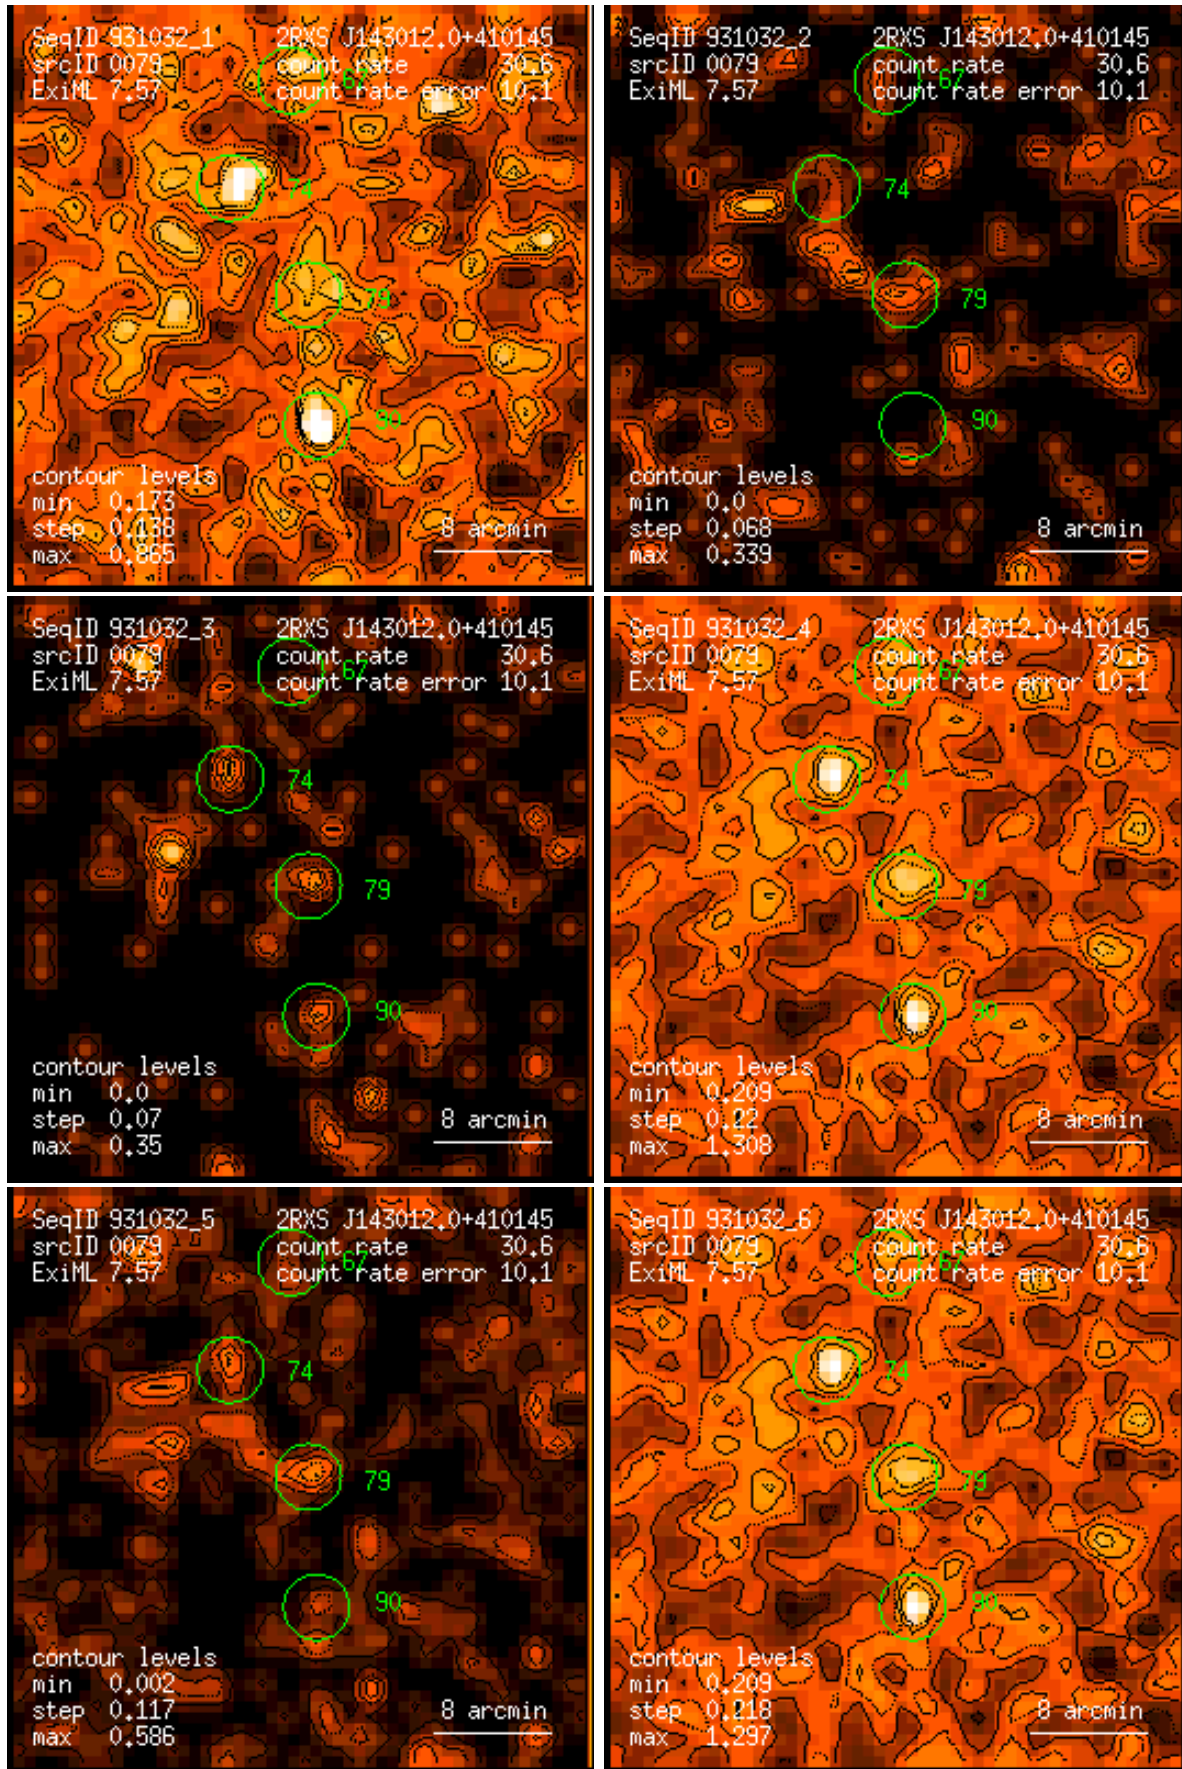 SeqID 931032_1 2RXS J143012.0+410145
srcID 0079 count rate 30.6
ExiML 7.57 count rate error 10.1
67
74
79
90
contour levels
min 0.173
step 0.138
max 0.865
8 arcmin
SeqID 931032_2 2RXS J143012.0+410145
srcID 0079 count rate 30.6
ExiML 7.57 count rate error 10.1
67
74
79
90
contour levels
min 0.0
step 0.068
max 0.339
8 arcmin
SeqID 931032_3 2RXS J143012.0+410145
srcID 0079 count rate 30.6
ExiML 7.57 count rate error 10.1
67
74
79
90
contour levels
min 0.0
step 0.07
max 0.35
8 arcmin
SeqID 931032_4 2RXS J143012.0+410145
srcID 0079 count rate 30.6
ExiML 7.57 count rate error 10.1
67
74
79
90
contour levels
min 0.209
step 0.22
max 1.308
8 arcmin
SeqID 931032_5 2RXS J143012.0+410145
srcID 0079 count rate 30.6
ExiML 7.57 count rate error 10.1
67
74
79
90
contour levels
min 0.002
step 0.117
max 0.586
8 arcmin
SeqID 931032_6 2RXS J143012.0+410145
srcID 0079 count rate 30.6
ExiML 7.57 count rate error 10.1
67
74
79
90
contour levels
min 0.209
step 0.218
max 1.297
8 arcmin